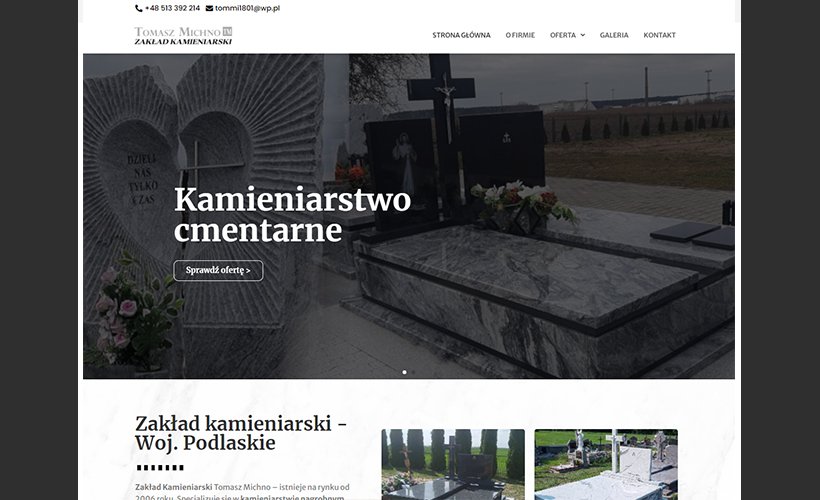 +48 513 392 214 tommi1801@wp.pl
TOMASZ MICHNO TM
ZAKŁAD KAMIENIARSKI
STRONA GŁÓWNA O FIRMIE OFERTA GALERIA KONTAKT
DZIELI
NAS
TYLKO
CZAS
Kamieniarstwo
cmentarne
Sprawdź ofertę >
Zakład kamieniarski -
Woj. Podlaskie
Zakład Kamieniarski Tomasz Michno – istnieje na rynku od
2006 roku. Specjalizuje się w kamieniarstwie nagrobnym,